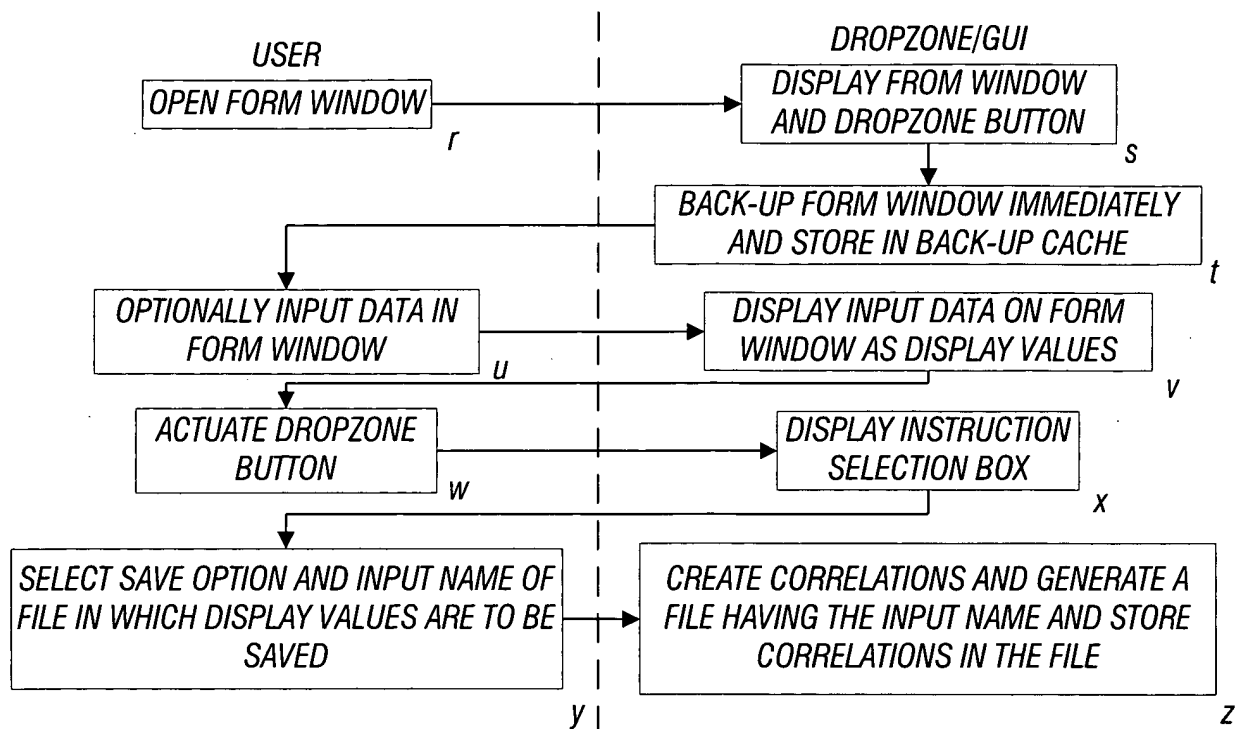 USER
DROPZONE/GUI
OPEN FORM WINDOW
r
DISPLAY FROM WINDOW
AND DROPZONE BUTTON
s
BACK-UP FORM WINDOW IMMEDIATELY
AND STORE IN BACK-UP CACHE
t
OPTIONALLY INPUT DATA IN
FORM WINDOW
u
DISPLAY INPUT DATA ON FORM
WINDOW AS DISPLAY VALUES
v
ACTUATE DROPZONE
BUTTON
w
DISPLAY INSTRUCTION
SELECTION BOX
x
SELECT SAVE OPTION AND INPUT NAME OF
FILE IN WHICH DISPLAY VALUES ARE TO BE
SAVED
y
CREATE CORRELATIONS AND GENERATE A
FILE HAVING THE INPUT NAME AND STORE
CORRELATIONS IN THE FILE
z